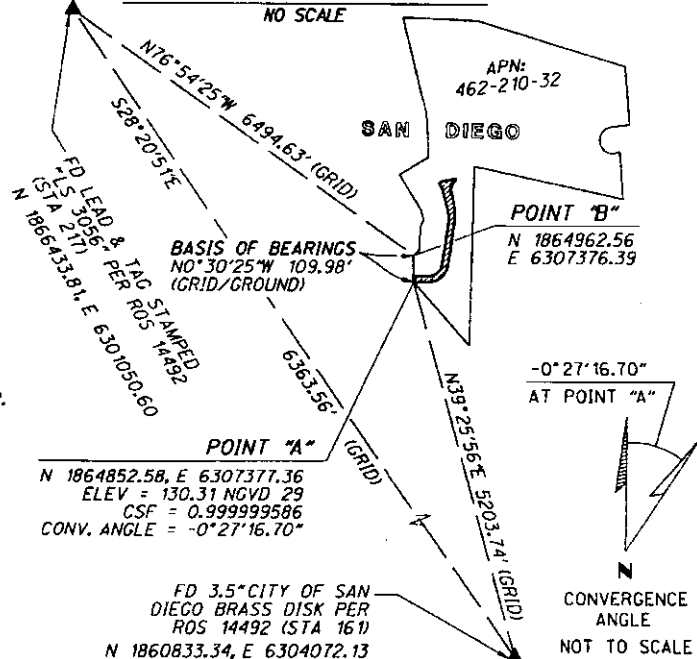 NO SCALE
N76°54'25"W 6494.63' (GRID)
S28°20'51"E
6363.56'
(GRID)
APN:
462-210-32
SAN DIEGO
FD LEAD & TAG STAMPED
"LS 3056" PER ROS 14492
(STA 217)
N 1866433.81, E 6301050.60
BASIS OF BEARINGS
N0°30'25"W 109.98'
(GRID/GROUND)
POINT "B"
N 1864962.56
E 6307376.39
N39°25'56"E 5203.74' (GRID)
-0°27'16.70"
AT POINT "A"
POINT "A"
N 1864852.58, E 6307377.36
ELEV = 130.31 NGVD 29
CSF = 0.999999586
CONV. ANGLE = -0°27'16.70"
N
CONVERGENCE
ANGLE
NOT TO SCALE
FD 3.5" CITY OF SAN
DIEGO BRASS DISK PER
ROS 14492 (STA 161)
N 1860833.34, E 6304072.13